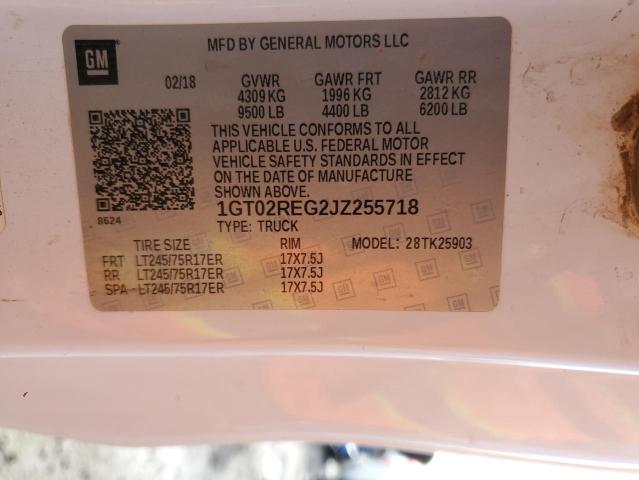 GM
MFD BY GENERAL MOTORS LLC
02/18 GVWR GAWR FRT GAWR RR
4309 KG 1996 KG 2812 KG
9500 LB 4400 LB 6200 LB
THIS VEHICLE CONFORMS TO ALL
APPLICABLE U.S. FEDERAL MOTOR
VEHICLE SAFETY STANDARDS IN EFFECT
ON THE DATE OF MANUFACTURE
SHOWN ABOVE.
8624
1GT02REG2JZ255718
TYPE: TRUCK
TIRE SIZE RIM MODEL: 28TK25903
FRT LT245/75R17ER 17X7.5J
RR LT245/75R17ER 17X7.5J
SPA LT245/75R17ER 17X7.5J